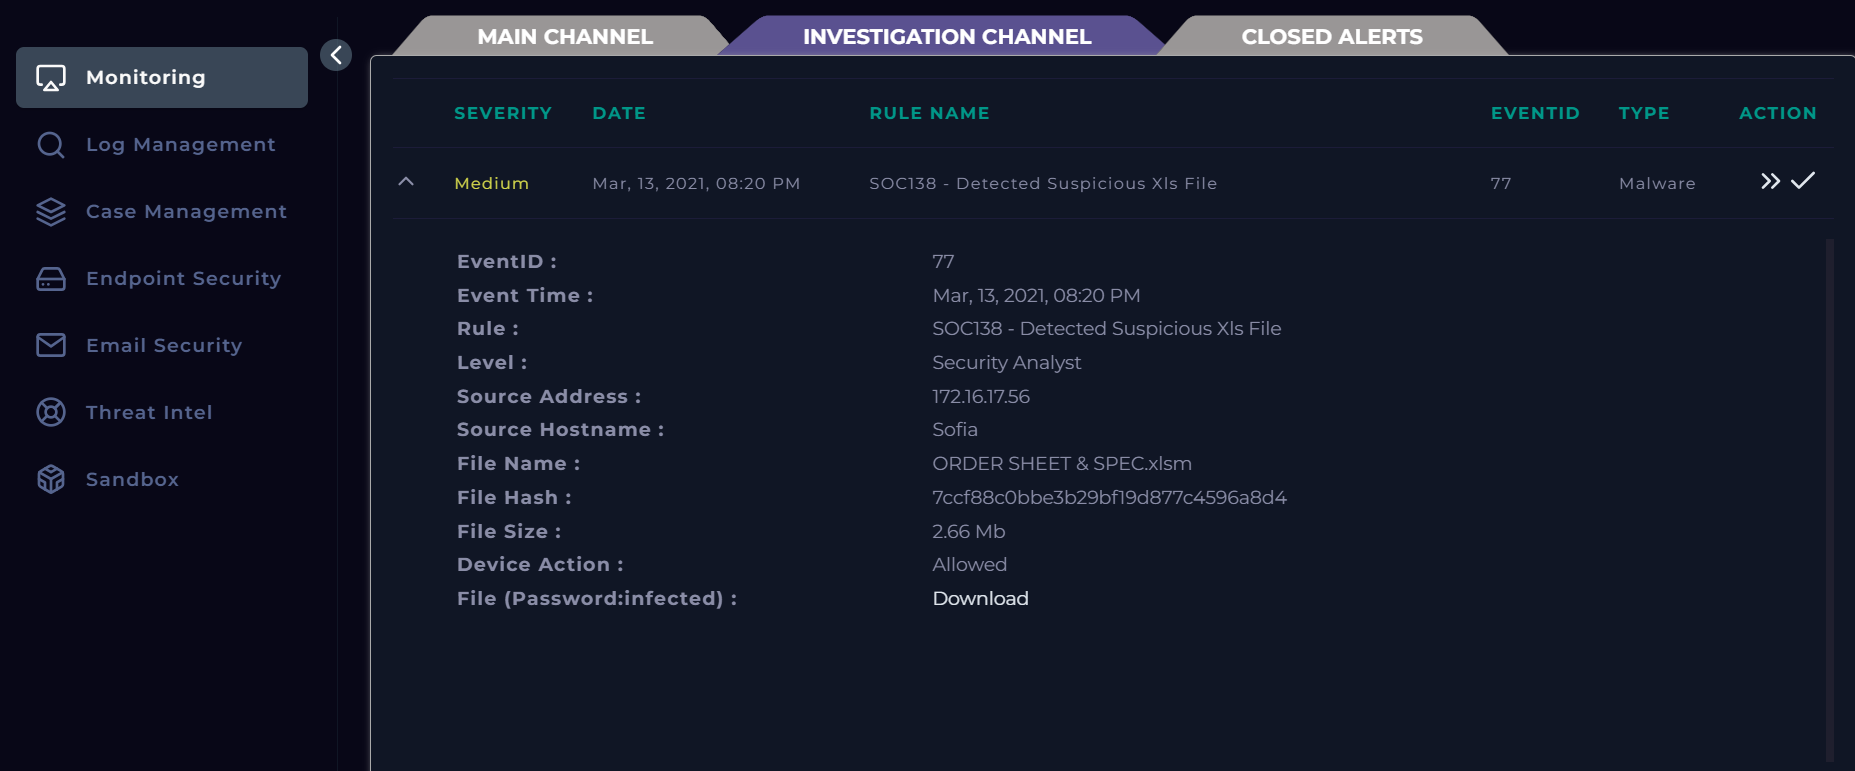 MAIN CHANNEL INVESTIGATION CHANNEL CLOSED ALERTS
Monitoring
Log Management
Case Management
Endpoint Security
Email Security
Threat Intel
Sandbox
SEVERITY DATE RULE NAME EVENTID TYPE ACTION
Medium Mar, 13, 2021, 08:20 PM SOC138 - Detected Suspicious Xls File 77 Malware
EventID : 77
Event Time : Mar, 13, 2021, 08:20 PM
Rule : SOC138 - Detected Suspicious Xls File
Level : Security Analyst
Source Address : 172.16.17.56
Source Hostname : Sofia
File Name : ORDER SHEET & SPEC.xlsm
File Hash : 7ccf88c0bbe3b29bf19d877c4596a8d4
File Size : 2.66 Mb
Device Action : Allowed
File (Password:infected) : Download